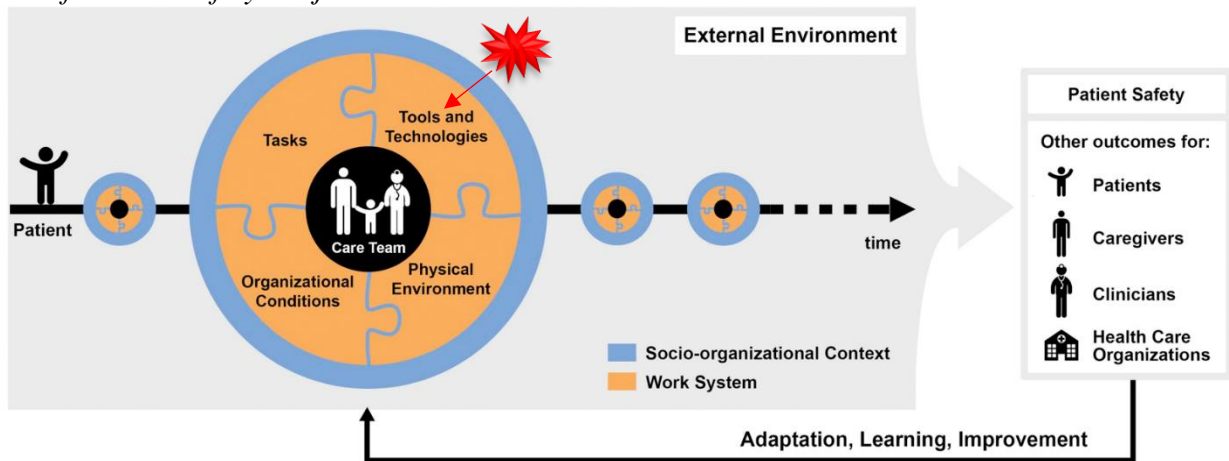 External Environment
Tasks
Tools and
Technologies
Patient
Care Team
Organizational
Conditions
Physical
Environment
time
Socio-organizational Context
Work System
Patient Safety
Other outcomes for:
Patients
Caregivers
Clinicians
Health Care
Organizations
Adaptation, Learning, Improvement